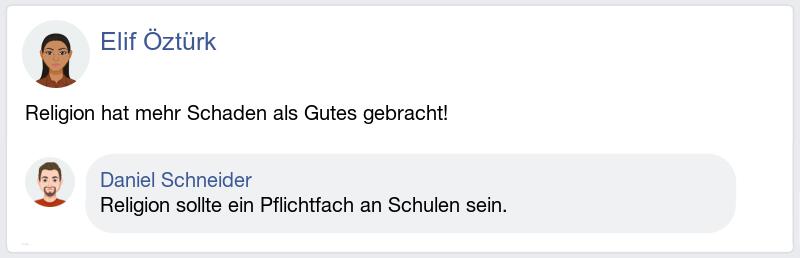 Elif Öztürk
Religion hat mehr Schaden als Gutes gebracht!
Daniel Schneider
Religion sollte ein Pflichtfach an Schulen sein.